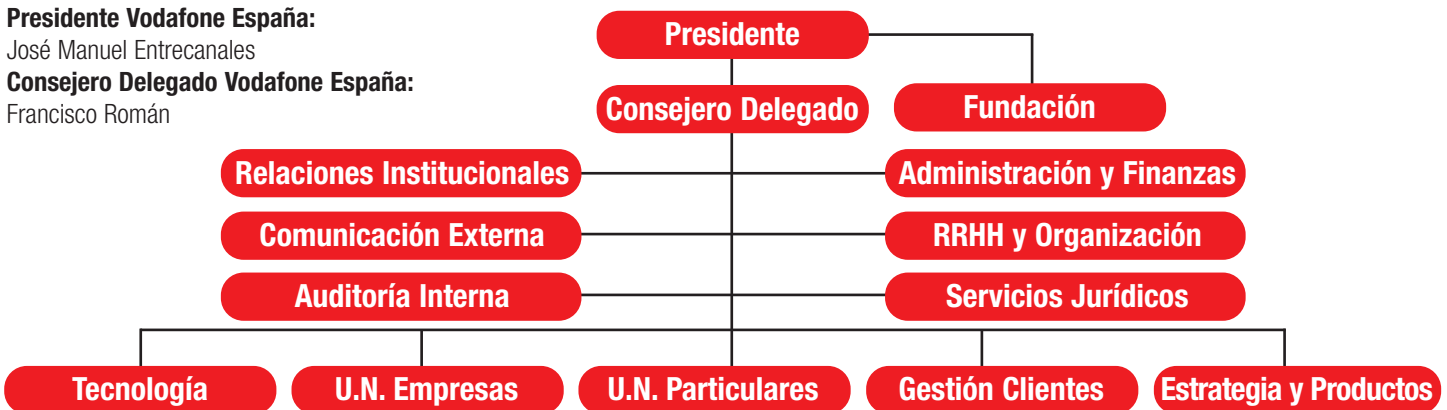 Presidente Vodafone España:
José Manuel Entrecanales
Consejero Delegado Vodafone España:
Francisco Román
Presidente
Consejero Delegado
Fundación
Relaciones Institucionales
Administración y Finanzas
Comunicación Externa
RRHH y Organización
Auditoría Interna
Servicios Jurídicos
Tecnología
U.N. Empresas
U.N. Particulares
Gestión Clientes
Estrategia y Productos